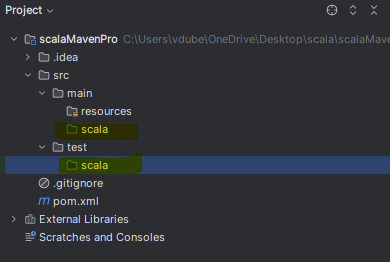 Project
scalaMavenPro C:\Users\vdube\OneDrive\Desktop\scala\scalaMave
.idea
src
main
resources
scala
test
scala
.gitignore
pom.xml
External Libraries
Scratches and Consoles